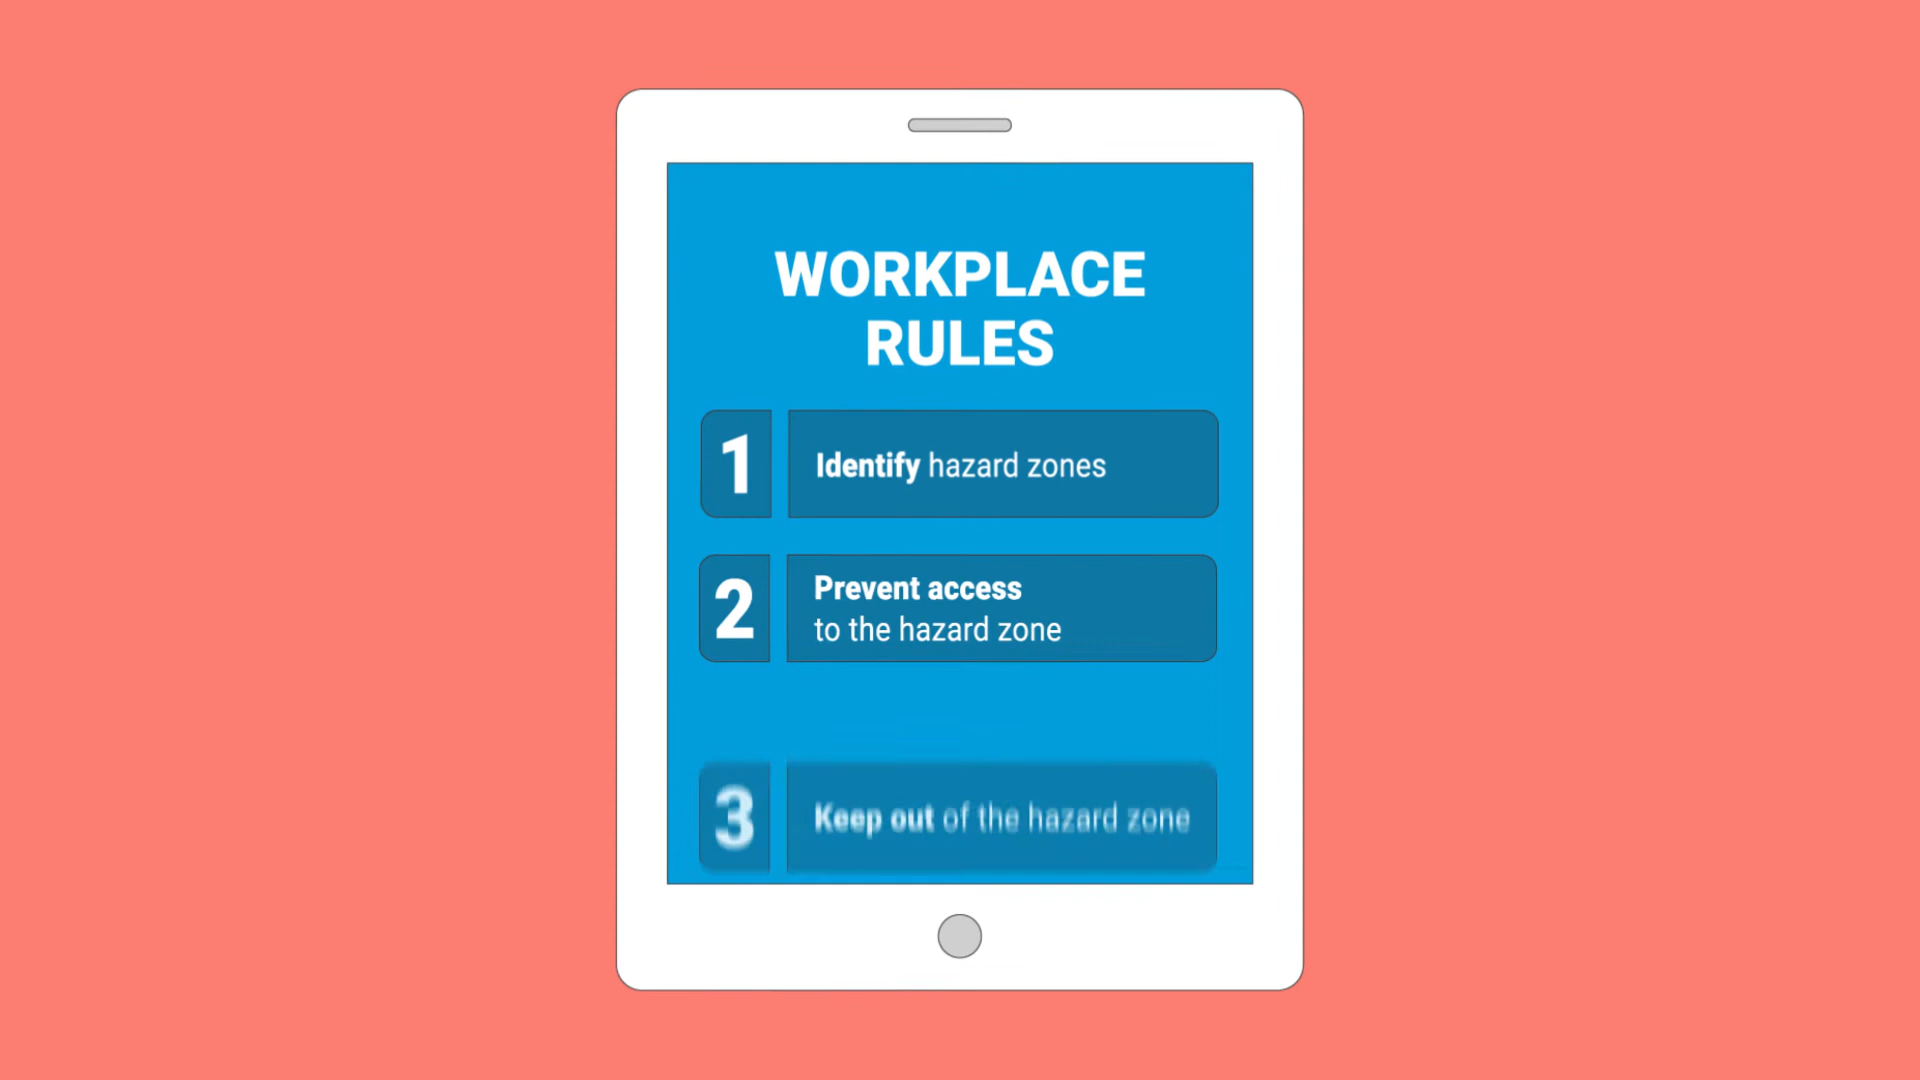 WORKPLACE
RULES
1
Identify hazard zones
2
Prevent access
to the hazard zone
3
Keep out of the hazard zone